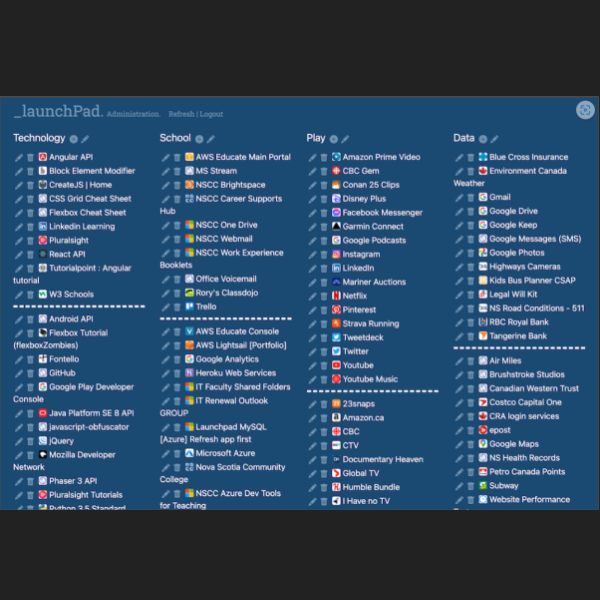 _launchPad. Administration. Refresh | Logout
Technology
Angular API
Block Element Modifier
CreateJS | Home
CSS Grid Cheat Sheet
Flexbox Cheat Sheet
Linkedin Learning
Pluralsight
React API
Tutorialpoint : Angular
tutorial
W3 Schools
Android API
Flexbox Tutorial
(flexboxZombies)
Fontello
GitHub
Google Play Developer
Console
Java Platform SE 8 API
javascript-obfuscator
jQuery
Mozilla Developer
Network
Phaser 3 API
Pluralsight Tutorials
Python 3.5 Standard
School
AWS Educate Main Portal
MS Stream
NSCC Brightspace
NSCC Career Supports
Hub
NSCC One Drive
NSCC Webmail
NSCC Work Experience
Booklets
Office Voicemail
Rory's Classdojo
Trello
AWS Educate Console
AWS Lightsail [Portfolio]
Google Analytics
Heroku Web Services
IT Faculty Shared Folders
IT Renewal Outlook
GROUP
Launchpad MySQL
[Azure] Refresh app first
Microsoft Azure
Nova Scotia Community
College
NSCC Azure Dev Tools
for Teaching
Play
Amazon Prime Video
CBC Gem
Conan 25 Clips
Disney Plus
Facebook Messenger
Garmin Connect
Google Podcasts
Instagram
LinkedIn
Mariner Auctions
Netflix
Pinterest
Strava Running
Tweetdeck
Twitter
Youtube
Youtube Music
23snaps
Amazon.ca
CBC
CTV
Documentary Heaven
Global TV
Humble Bundle
I Have no TV
Data
Blue Cross Insurance
Environment Canada
Weather
Gmail
Google Drive
Google Keep
Google Messages (SMS)
Google Photos
Highways Cameras
Kids Bus Planner CSAP
Legal Will Kit
NS Road Conditions - 511
RBC Royal Bank
Tangerine Bank
Air Miles
Brushstroke Studios
Canadian Western Trust
Costco Capital One
CRA login services
epost
Google Maps
NS Health Records
Petro Canada Points
Subway
Website Performance